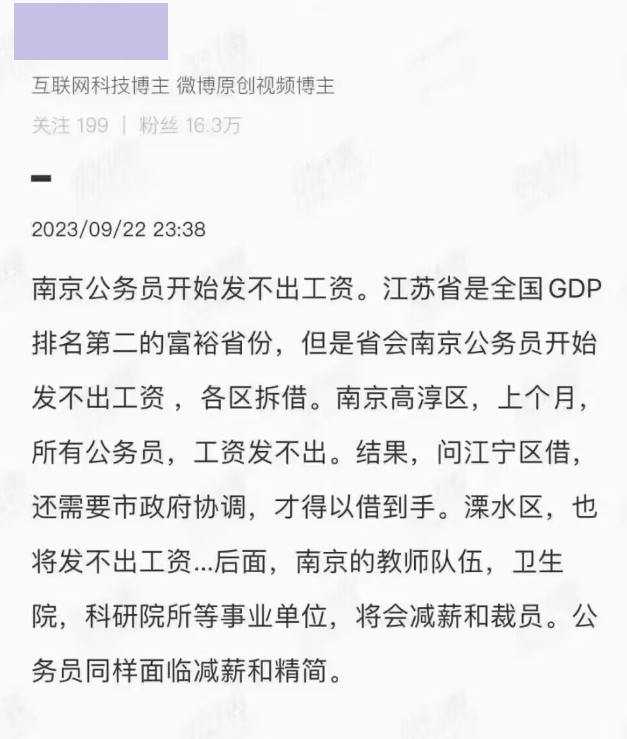 互联网科技博主 微博原创视频博主
关注 199 | 粉丝 16.3万
2023/09/22 23:38
南京公务员开始发不出工资。江苏省是全国GDP
排名第二的富裕省份，但是省会南京公务员开始
发不出工资 ，各区拆借。南京高淳区，上个月，
所有公务员，工资发不出。结果，问江宁区借，
还需要市政府协调，才得以借到手。溧水区，也
将发不出工资...后面，南京的教师队伍，卫生
院，科研院所等事业单位，将会减薪和裁员。公
务员同样面临减薪和精简。